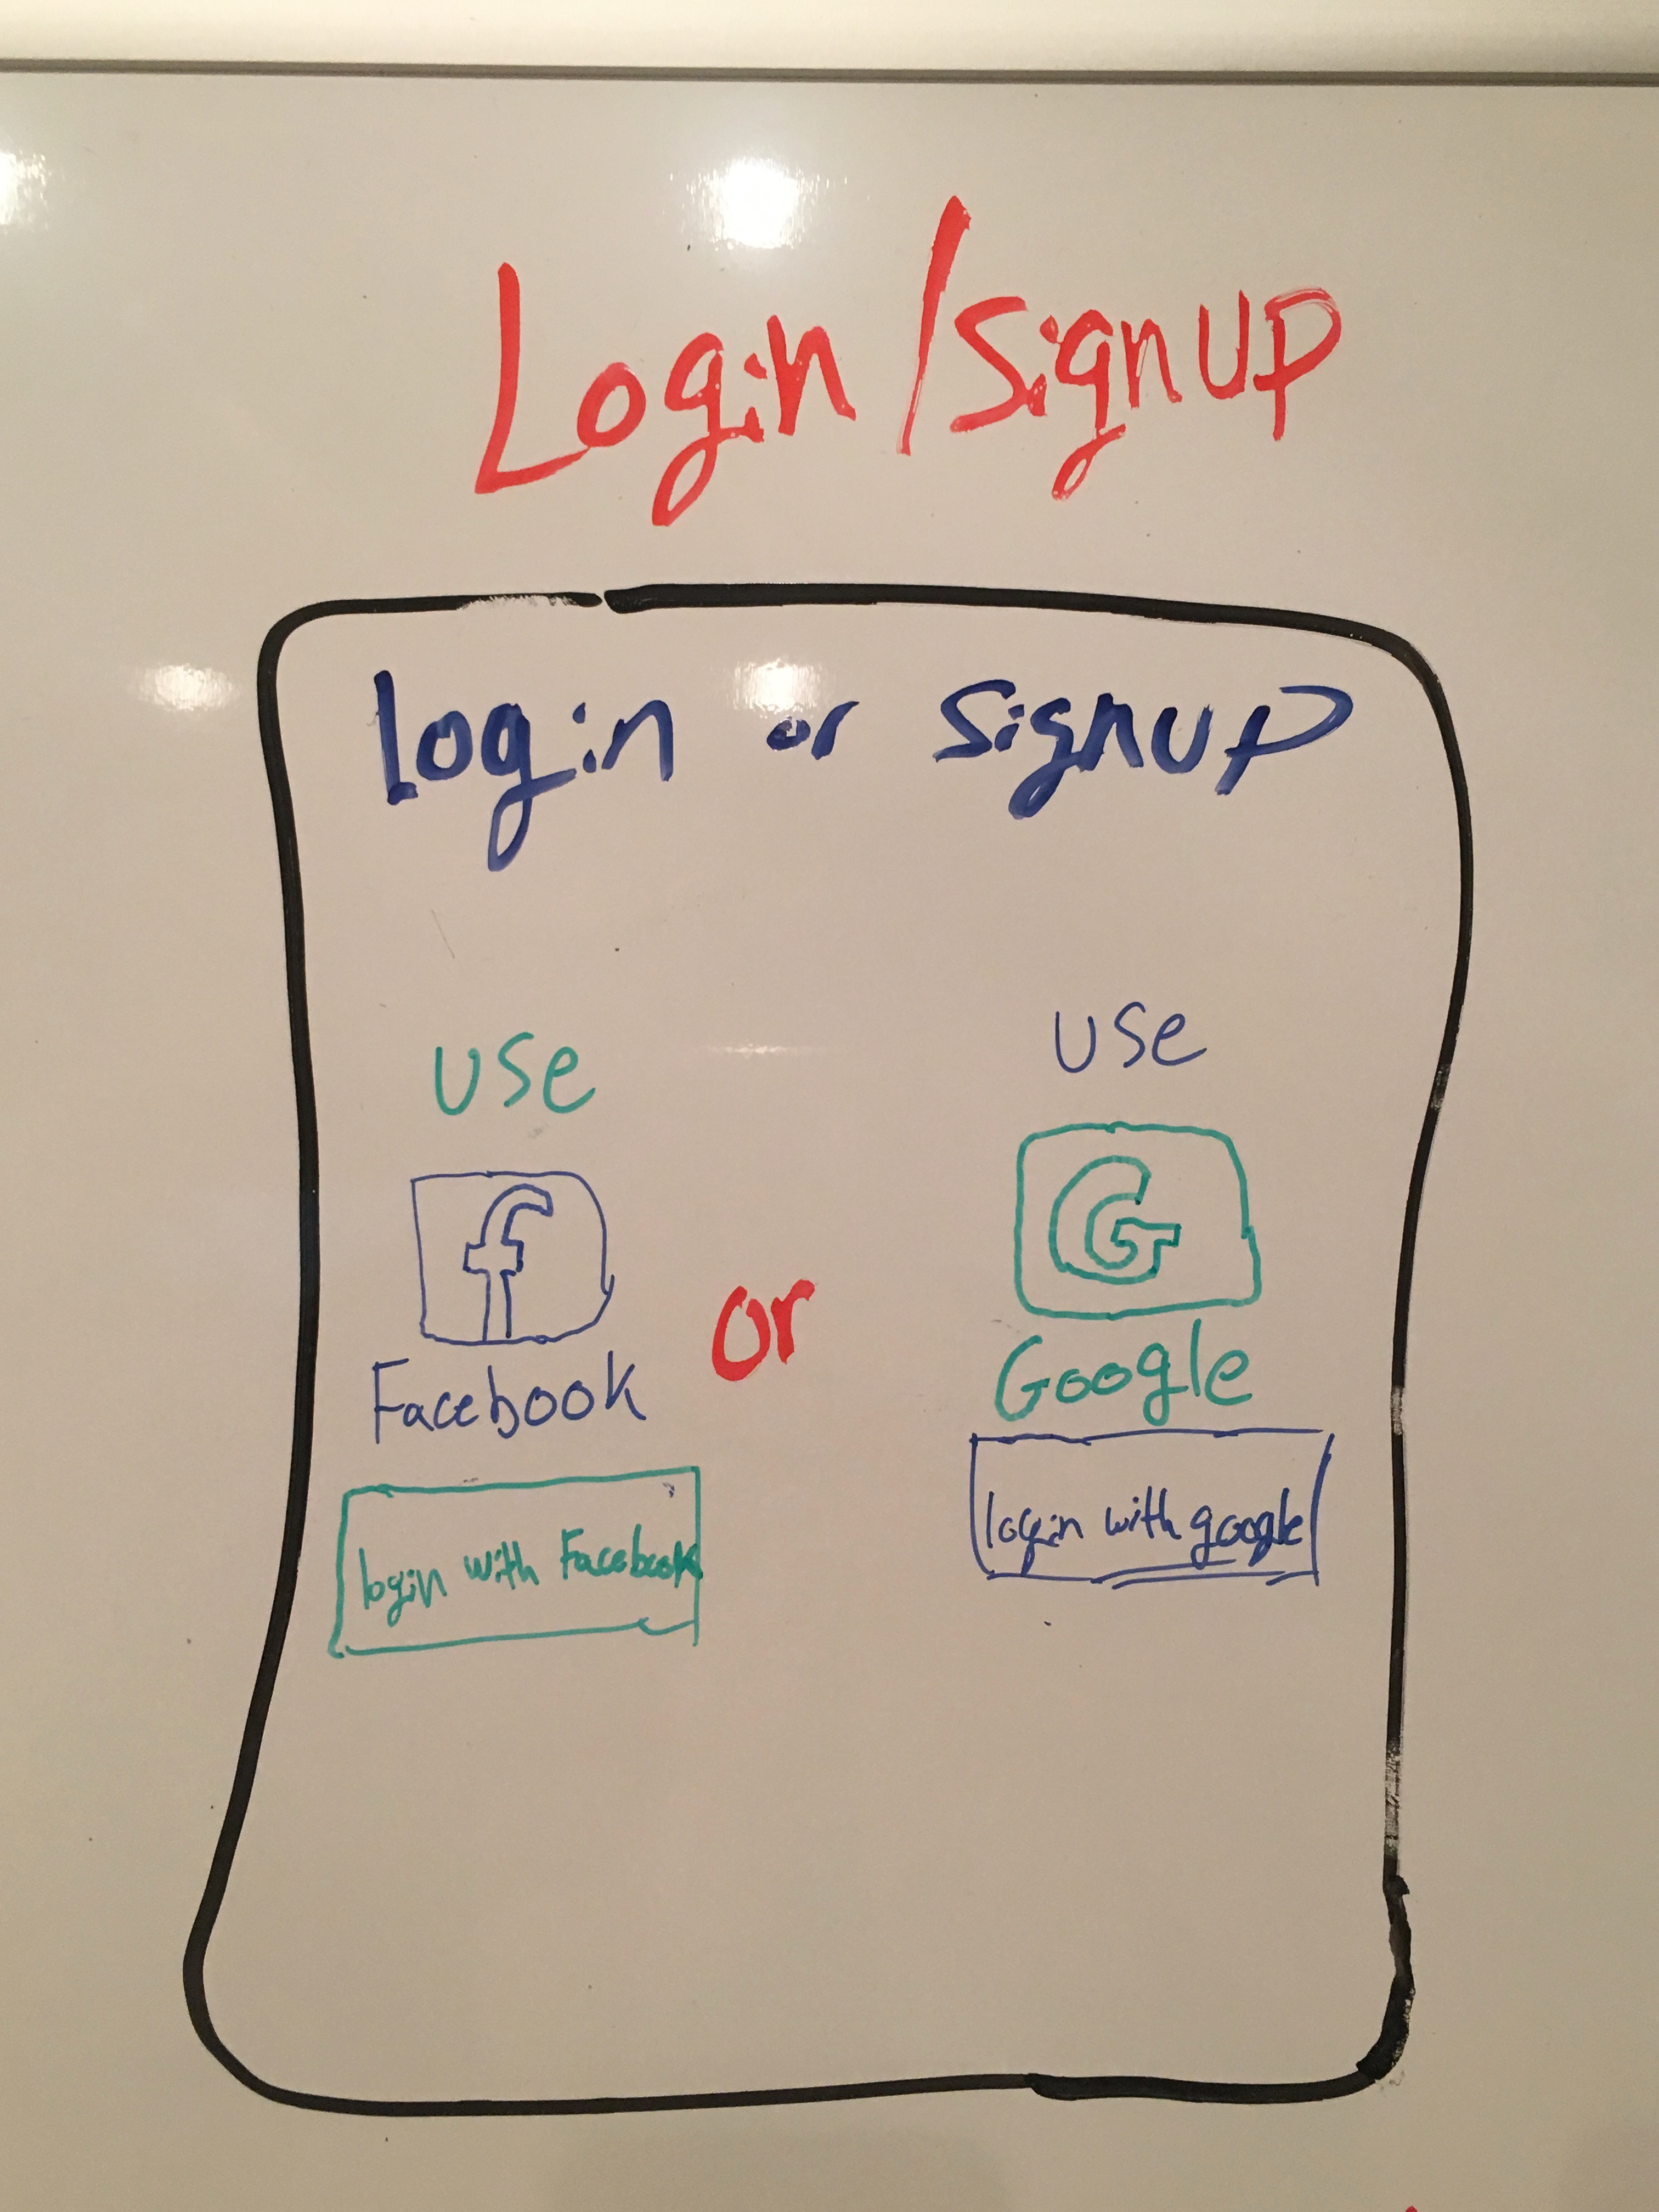 Login/signup
login or signup
use
f
Facebook
login with Facebook
or
use
G
Google
login with google